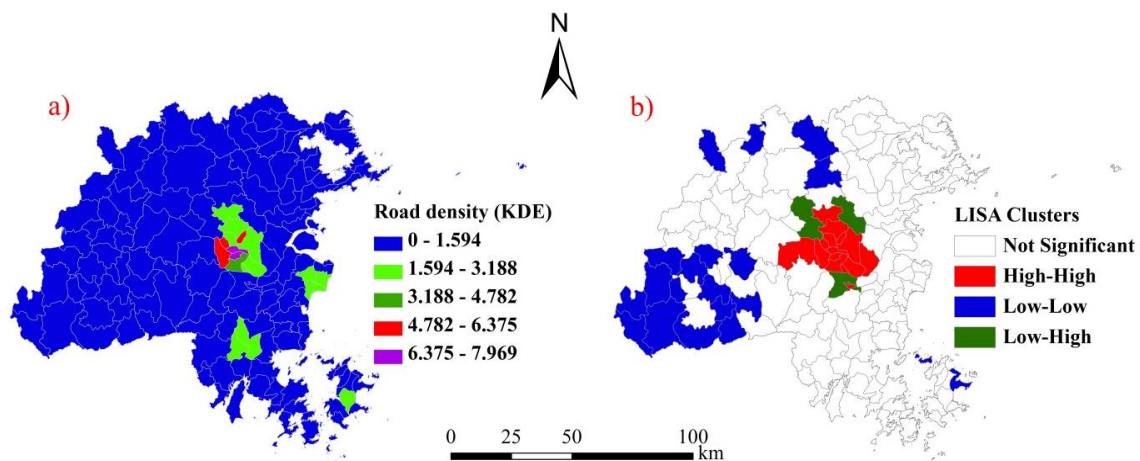 N
a)
b)
Road density (KDE)
0 - 1.594
1.594 - 3.188
3.188 - 4.782
4.782 - 6.375
6.375 - 7.969
LISA Clusters
Not Significant
High-High
Low-Low
Low-High
0 25 50 100
km